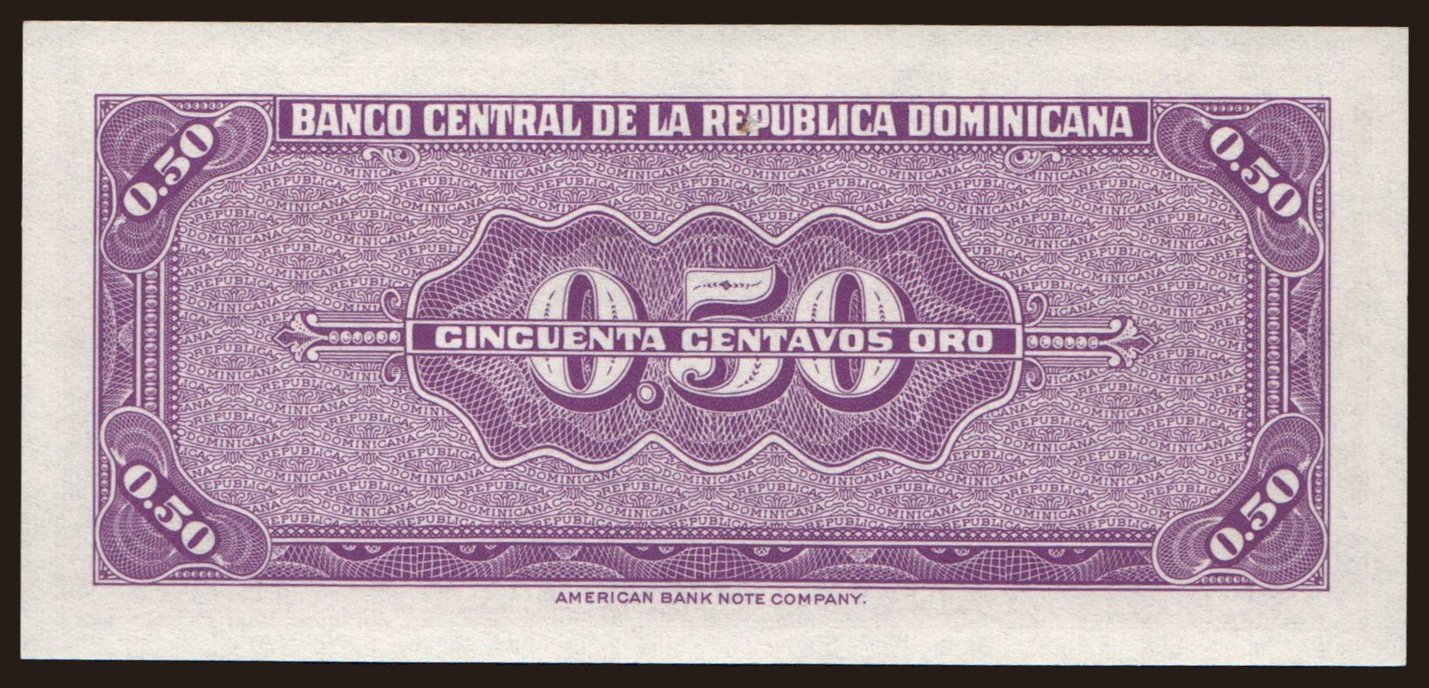 BANCO CENTRAL DE LA REPUBLICA DOMINICANA
0.50
0.50
0.50
CINCUENTA CENTAVOS ORO
0.50
0.50
AMERICAN BANK NOTE COMPANY.